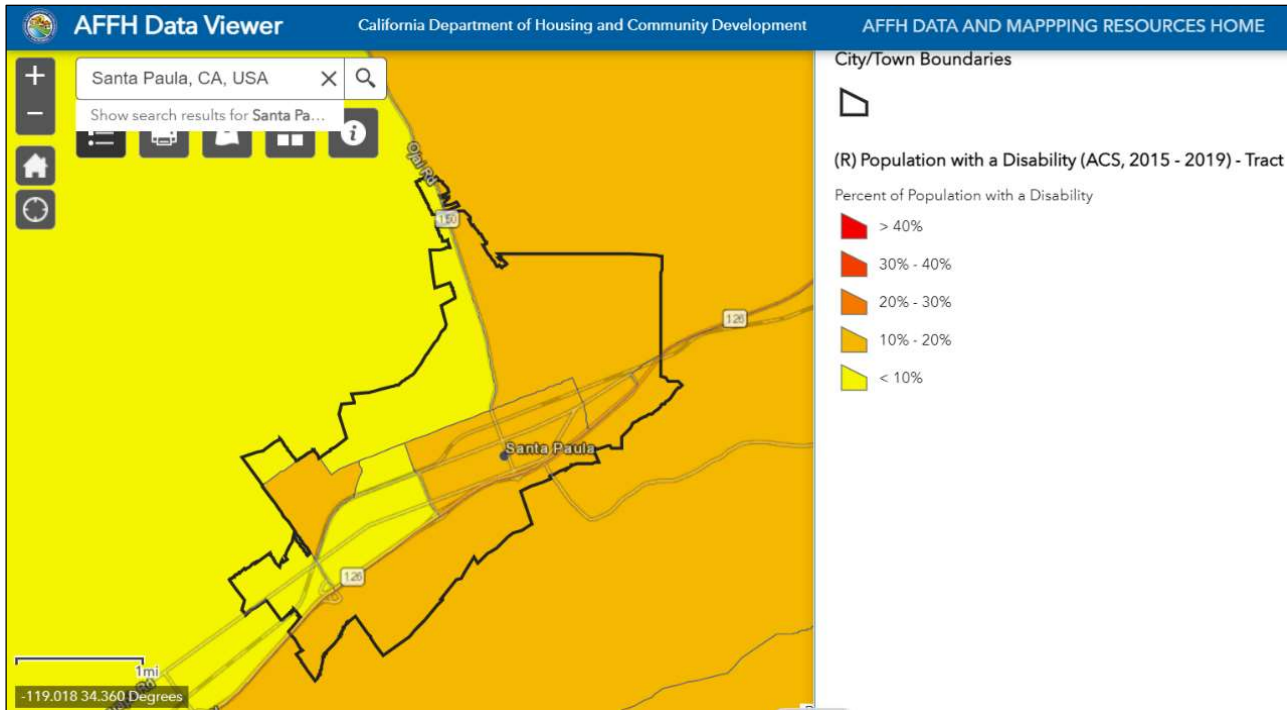 AFFH Data Viewer
California Department of Housing and Community Development
AFFH DATA AND MAPPPING RESOURCES HOME
+
−
Santa Paula, CA, USA
Show search results for Santa Pa...
Ojai Rd
150
126
Santa Paula
126
1mi
-119.018 34.360 Degrees
City/Town Boundaries
(R) Population with a Disability (ACS, 2015 - 2019) - Tract
Percent of Population with a Disability
> 40%
30% - 40%
20% - 30%
10% - 20%
< 10%